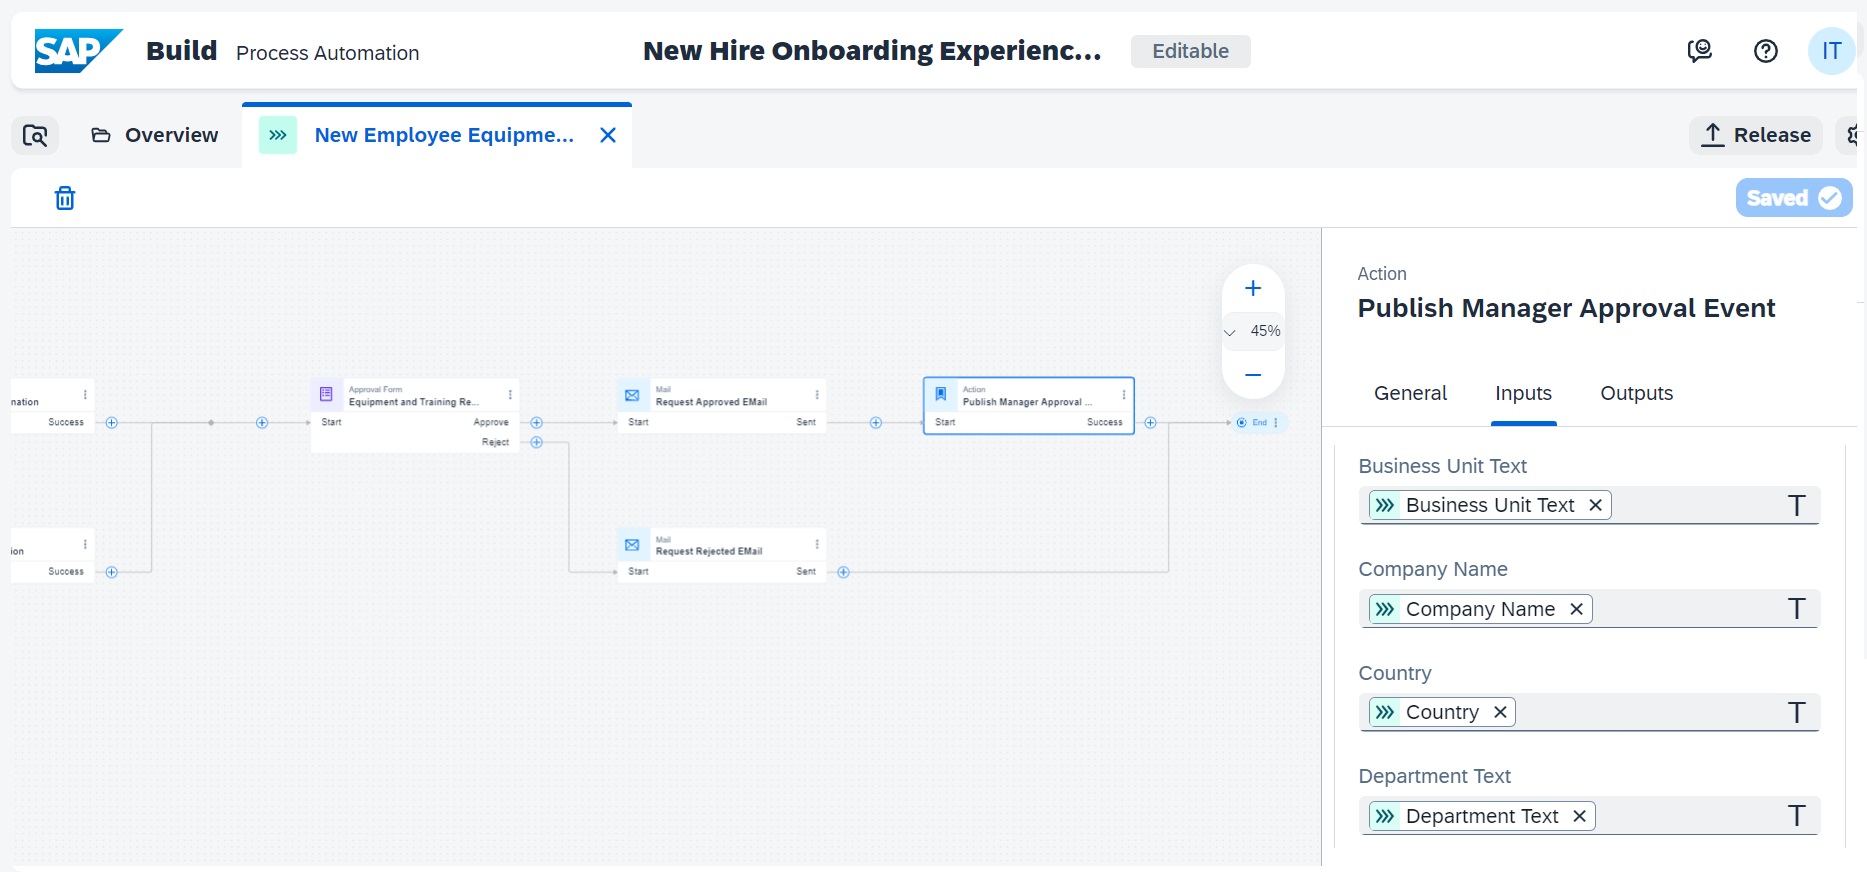 SAP Build Process Automation New Hire Onboarding Experienc... Editable IT
Overview New Employee Equipme... Release
Saved
Action
Publish Manager Approval Event
45%
General Inputs Outputs
nation
Success
Approval Form
Equipment and Training Re...
Start Approve
Reject
Mail
Request Approved EMail
Start Sent
Action
Publish Manager Approval ...
Start Success
End
ion
Success
Mail
Request Rejected EMail
Start Sent
Business Unit Text
Business Unit Text
Company Name
Company Name
Country
Country
Department Text
Department Text